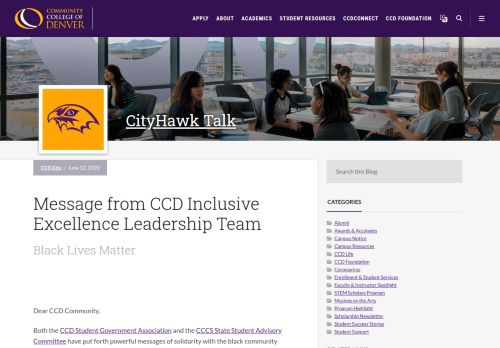 COMMUNITY
COLLEGE OF
DENVER
APPLY ABOUT ACADEMICS STUDENT RESOURCES CCDCONNECT CCD FOUNDATION
CityHawk Talk
CCD.Edu / June 12, 2020
Message from CCD Inclusive
Excellence Leadership Team
Black Lives Matter
Dear CCD Community,
Both the CCD Student Government Association and the CCCS State Student Advisory
Committee have put forth powerful messages of solidarity with the black community
Search this Blog
CATEGORIES
Alumni
Awards & Accolades
Campus Notice
Campus Resources
CCD Life
CCD Foundation
Coronavirus
Enrollment & Student Services
Faculty & Instructor Spotlight
STEM Scholars Program
Musings on the Arts
Program Highlight
Scholarship Newsletter
Student Success Stories
Student Support